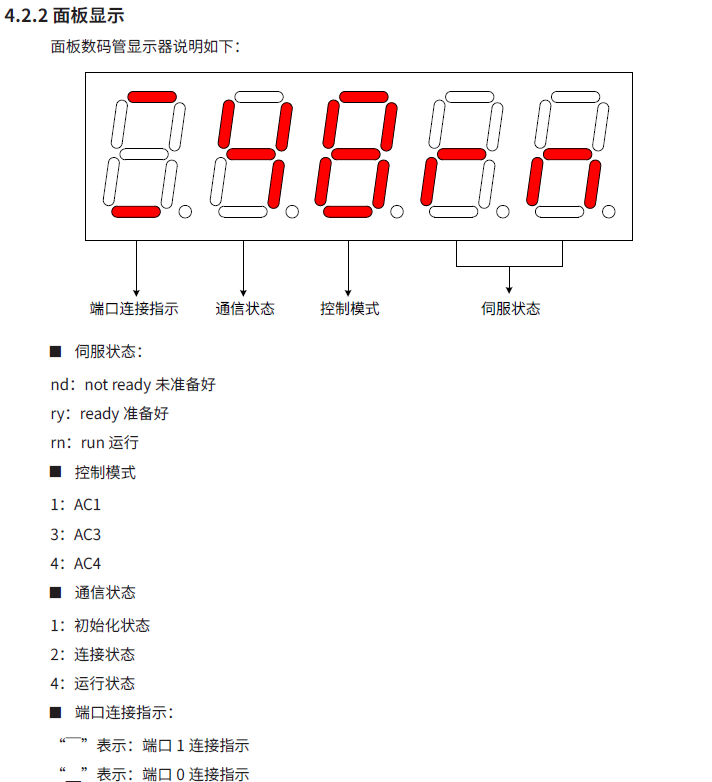 4.2.2 面板显示
面板数码管显示器说明如下：
端口连接指示 通信状态 控制模式 伺服状态
■ 伺服状态：
nd：not ready 未准备好
ry：ready 准备好
rn：run 运行
■ 控制模式
1：AC1
3：AC3
4：AC4
■ 通信状态
1：初始化状态
2：连接状态
4：运行状态
■ 端口连接指示：
“¯”表示：端口 1 连接指示
“_”表示：端口 0 连接指示